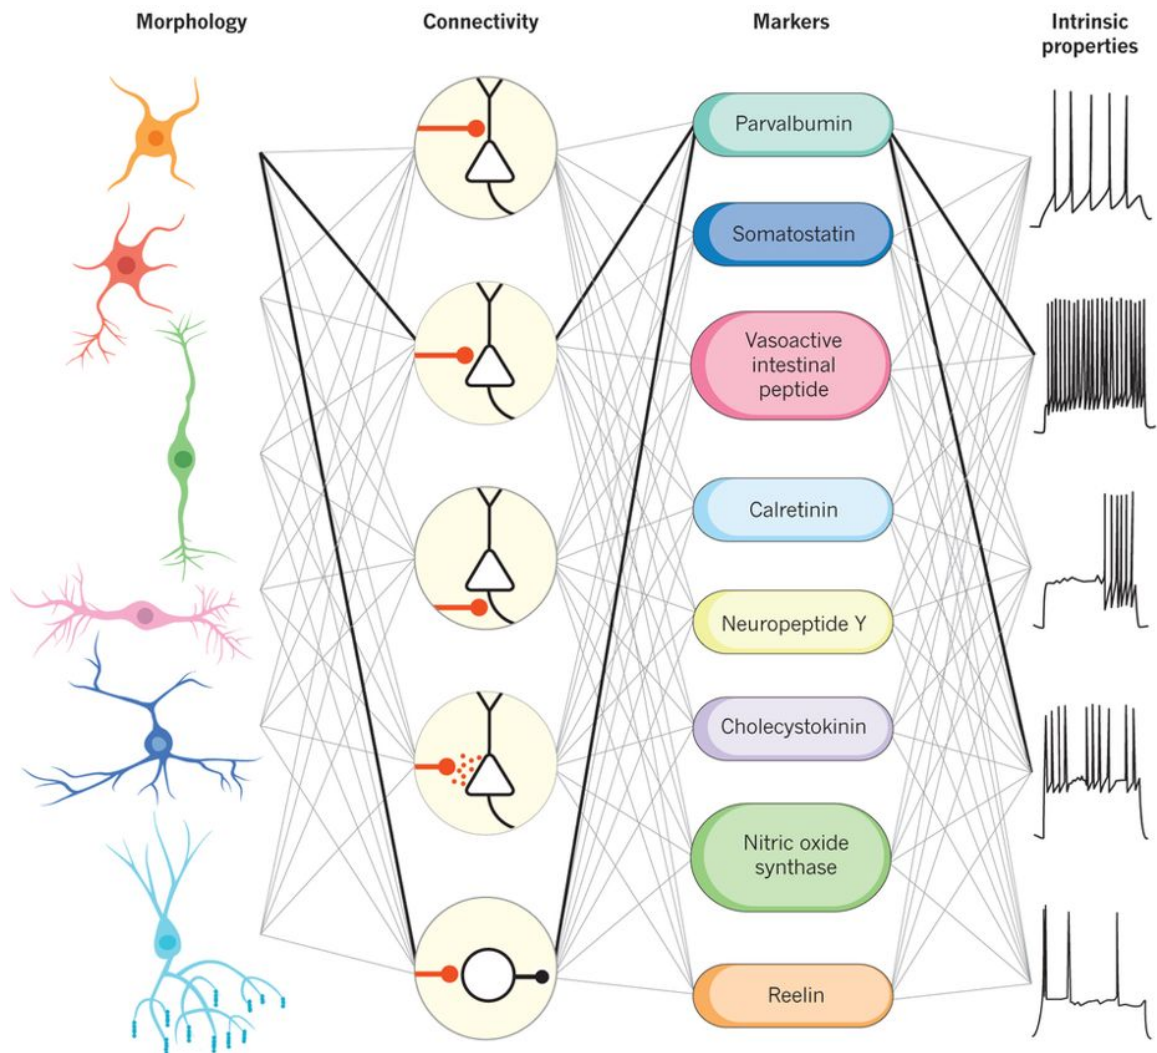 Morphology
Connectivity
Markers
Intrinsic
properties
Parvalbumin
Somatostatin
Vasoactive
intestinal
peptide
Calretinin
Neuropeptide Y
Cholecystokinin
Nitric oxide
synthase
Reelin